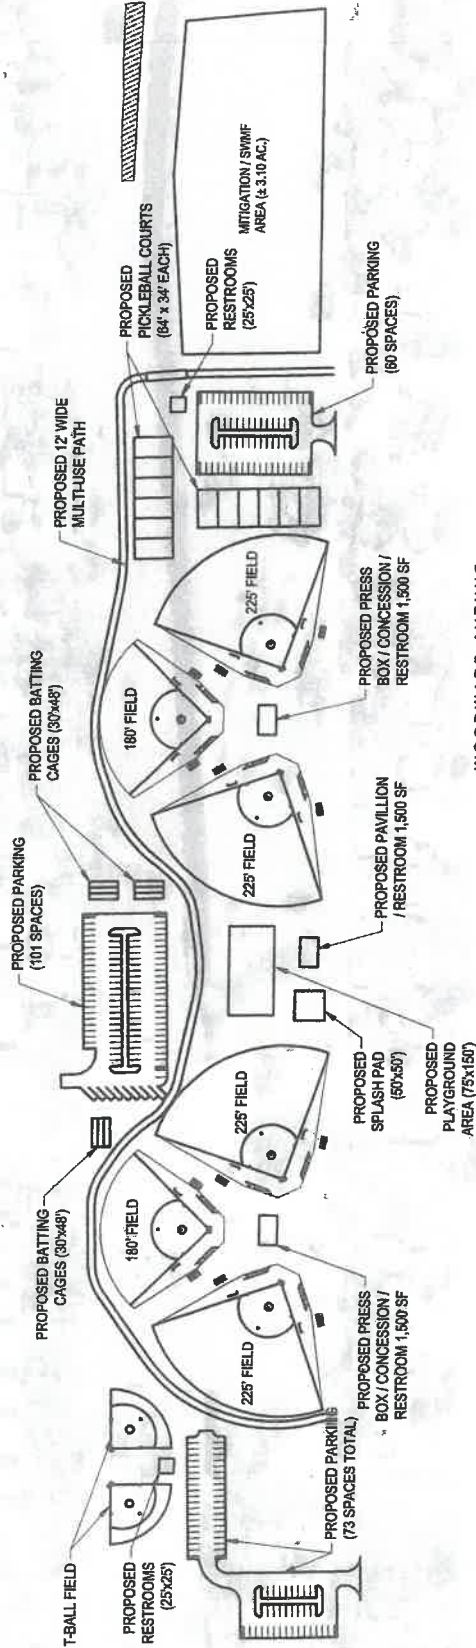 T-BALL FIELD
PROPOSED
RESTROOMS
(25'x25')
PROPOSED PARKING
(73 SPACES TOTAL)
225' FIELD
180' FIELD
225' FIELD
PROPOSED PRESS
BOX / CONCESSION /
RESTROOM 1,500 SF
PROPOSED BATTING
CAGES (30'x48')
PROPOSED PARKING
(101 SPACES)
PROPOSED BATTING
CAGES (30'x48')
PROPOSED
SPLASH PAD
(50'x50')
PROPOSED
PLAYGROUND
AREA (75'x150')
PROPOSED PAVILLION
/ RESTROOM 1,500 SF
225' FIELD
180' FIELD
225' FIELD
PROPOSED PRESS
BOX / CONCESSION /
RESTROOM 1,500 SF
PROPOSED 12' WIDE
MULTI-USE PATH
PROPOSED
PICKLEBALL COURTS
(64' x 34' EACH)
PROPOSED
RESTROOMS
(25'x25')
PROPOSED PARKING
(60 SPACES)
MITIGATION / SWMF
AREA (± 3.10 AC.)